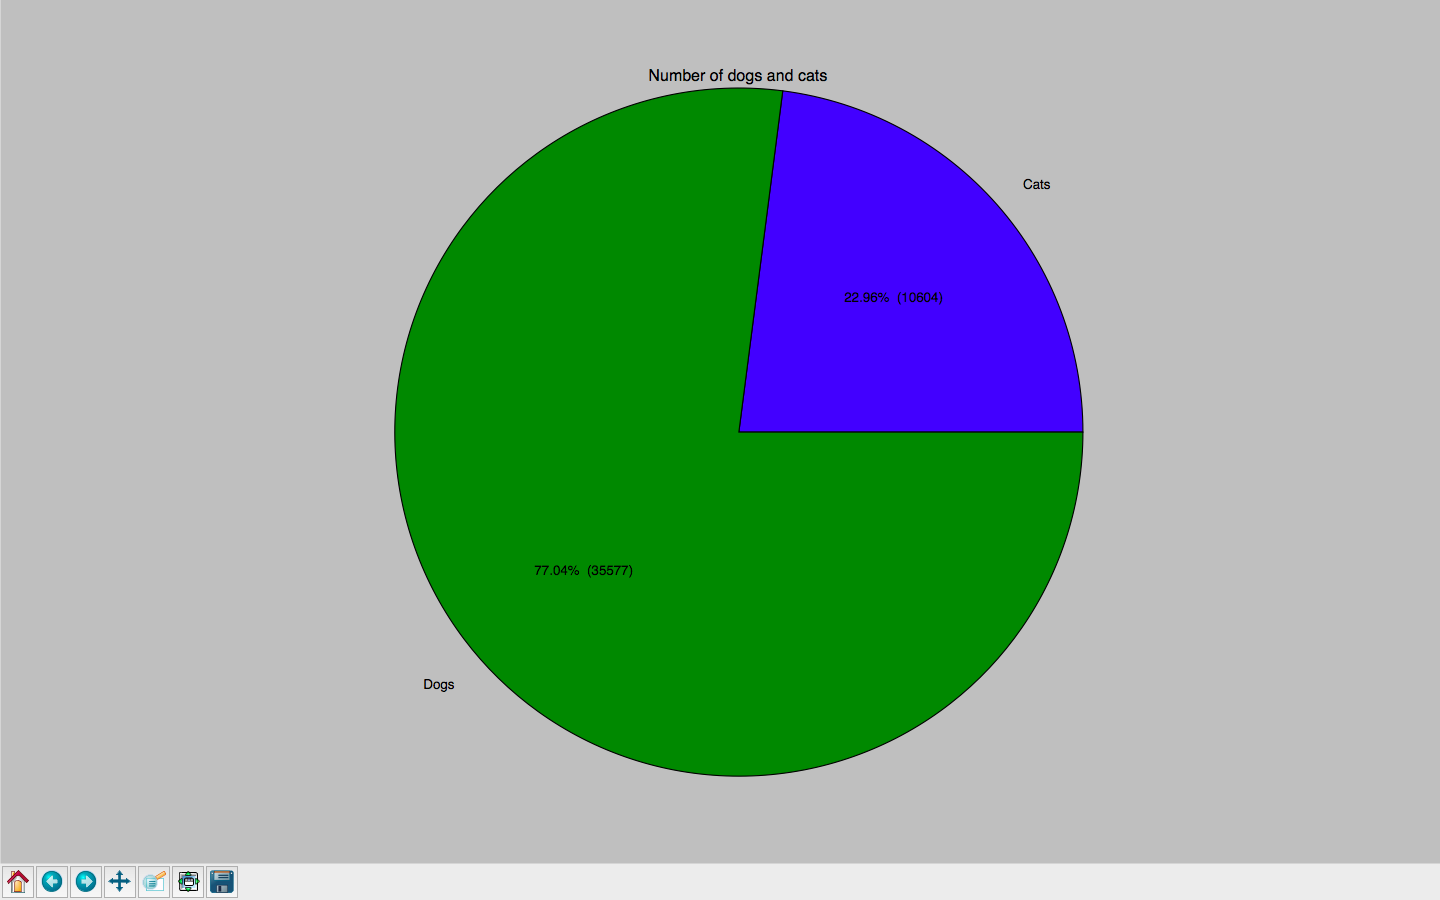 Number of dogs and cats
Cats
22.96% (10604)
77.04% (35577)
Dogs